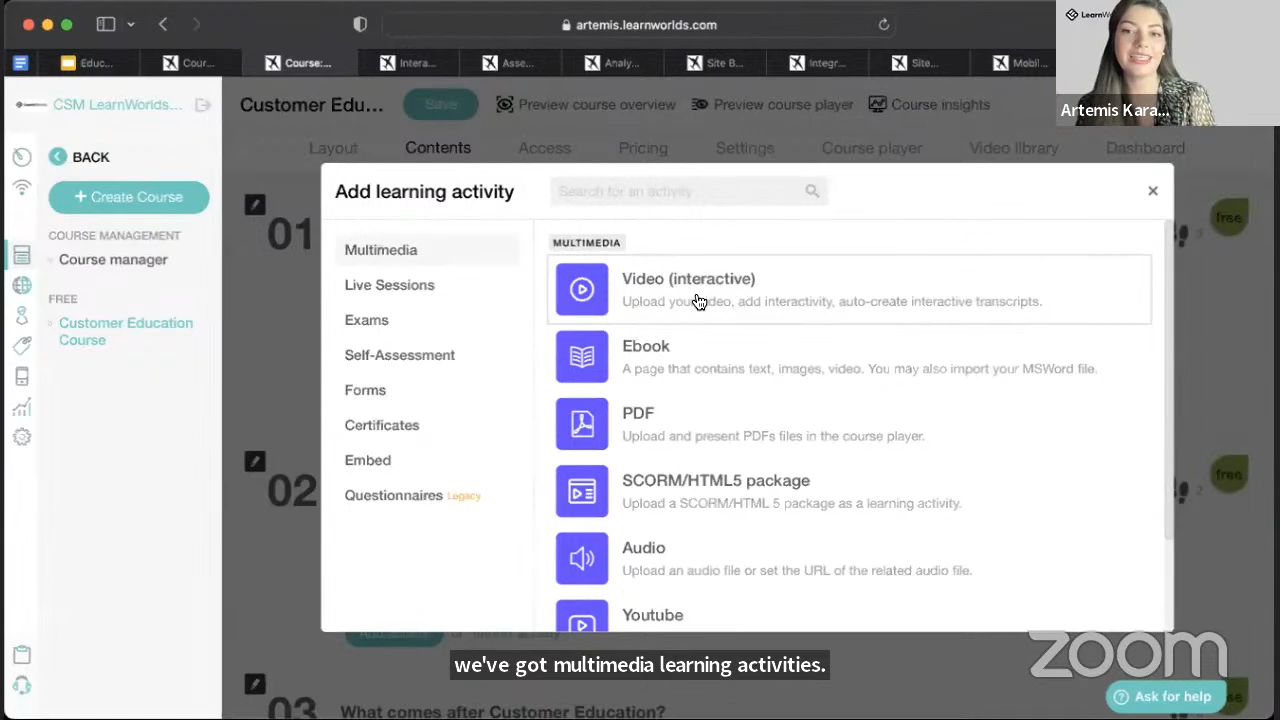 artemis.learnworlds.com
LearnWo
Educ...
Cour...
Course:...
Intera...
Asse...
Analy...
Site B...
Integr...
Site...
Mobil...
Artemis Kara...
CSM LearnWorlds...
Customer Edu...
Save
Preview course overview
Preview course player
Course insights
BACK
Layout
Contents
Access
Pricing
Settings
Course player
Video library
Dashboard
+ Create Course
COURSE MANAGEMENT
Course manager
FREE
Customer Education
Course
01
free
02
free
03
What comes after Customer Education?
Add learning activity
Search for an activity
Multimedia
Live Sessions
Exams
Self-Assessment
Forms
Certificates
Embed
Questionnaires Legacy
MULTIMEDIA
Video (interactive)
Upload your video, add interactivity, auto-create interactive transcripts.
Ebook
A page that contains text, images, video. You may also import your MSWord file.
PDF
Upload and present PDFs files in the course player.
SCORM/HTML5 package
Upload a SCORM/HTML 5 package as a learning activity.
Audio
Upload an audio file or set the URL of the related audio file.
Youtube
we've got multimedia learning activities.
zoom
Ask for help